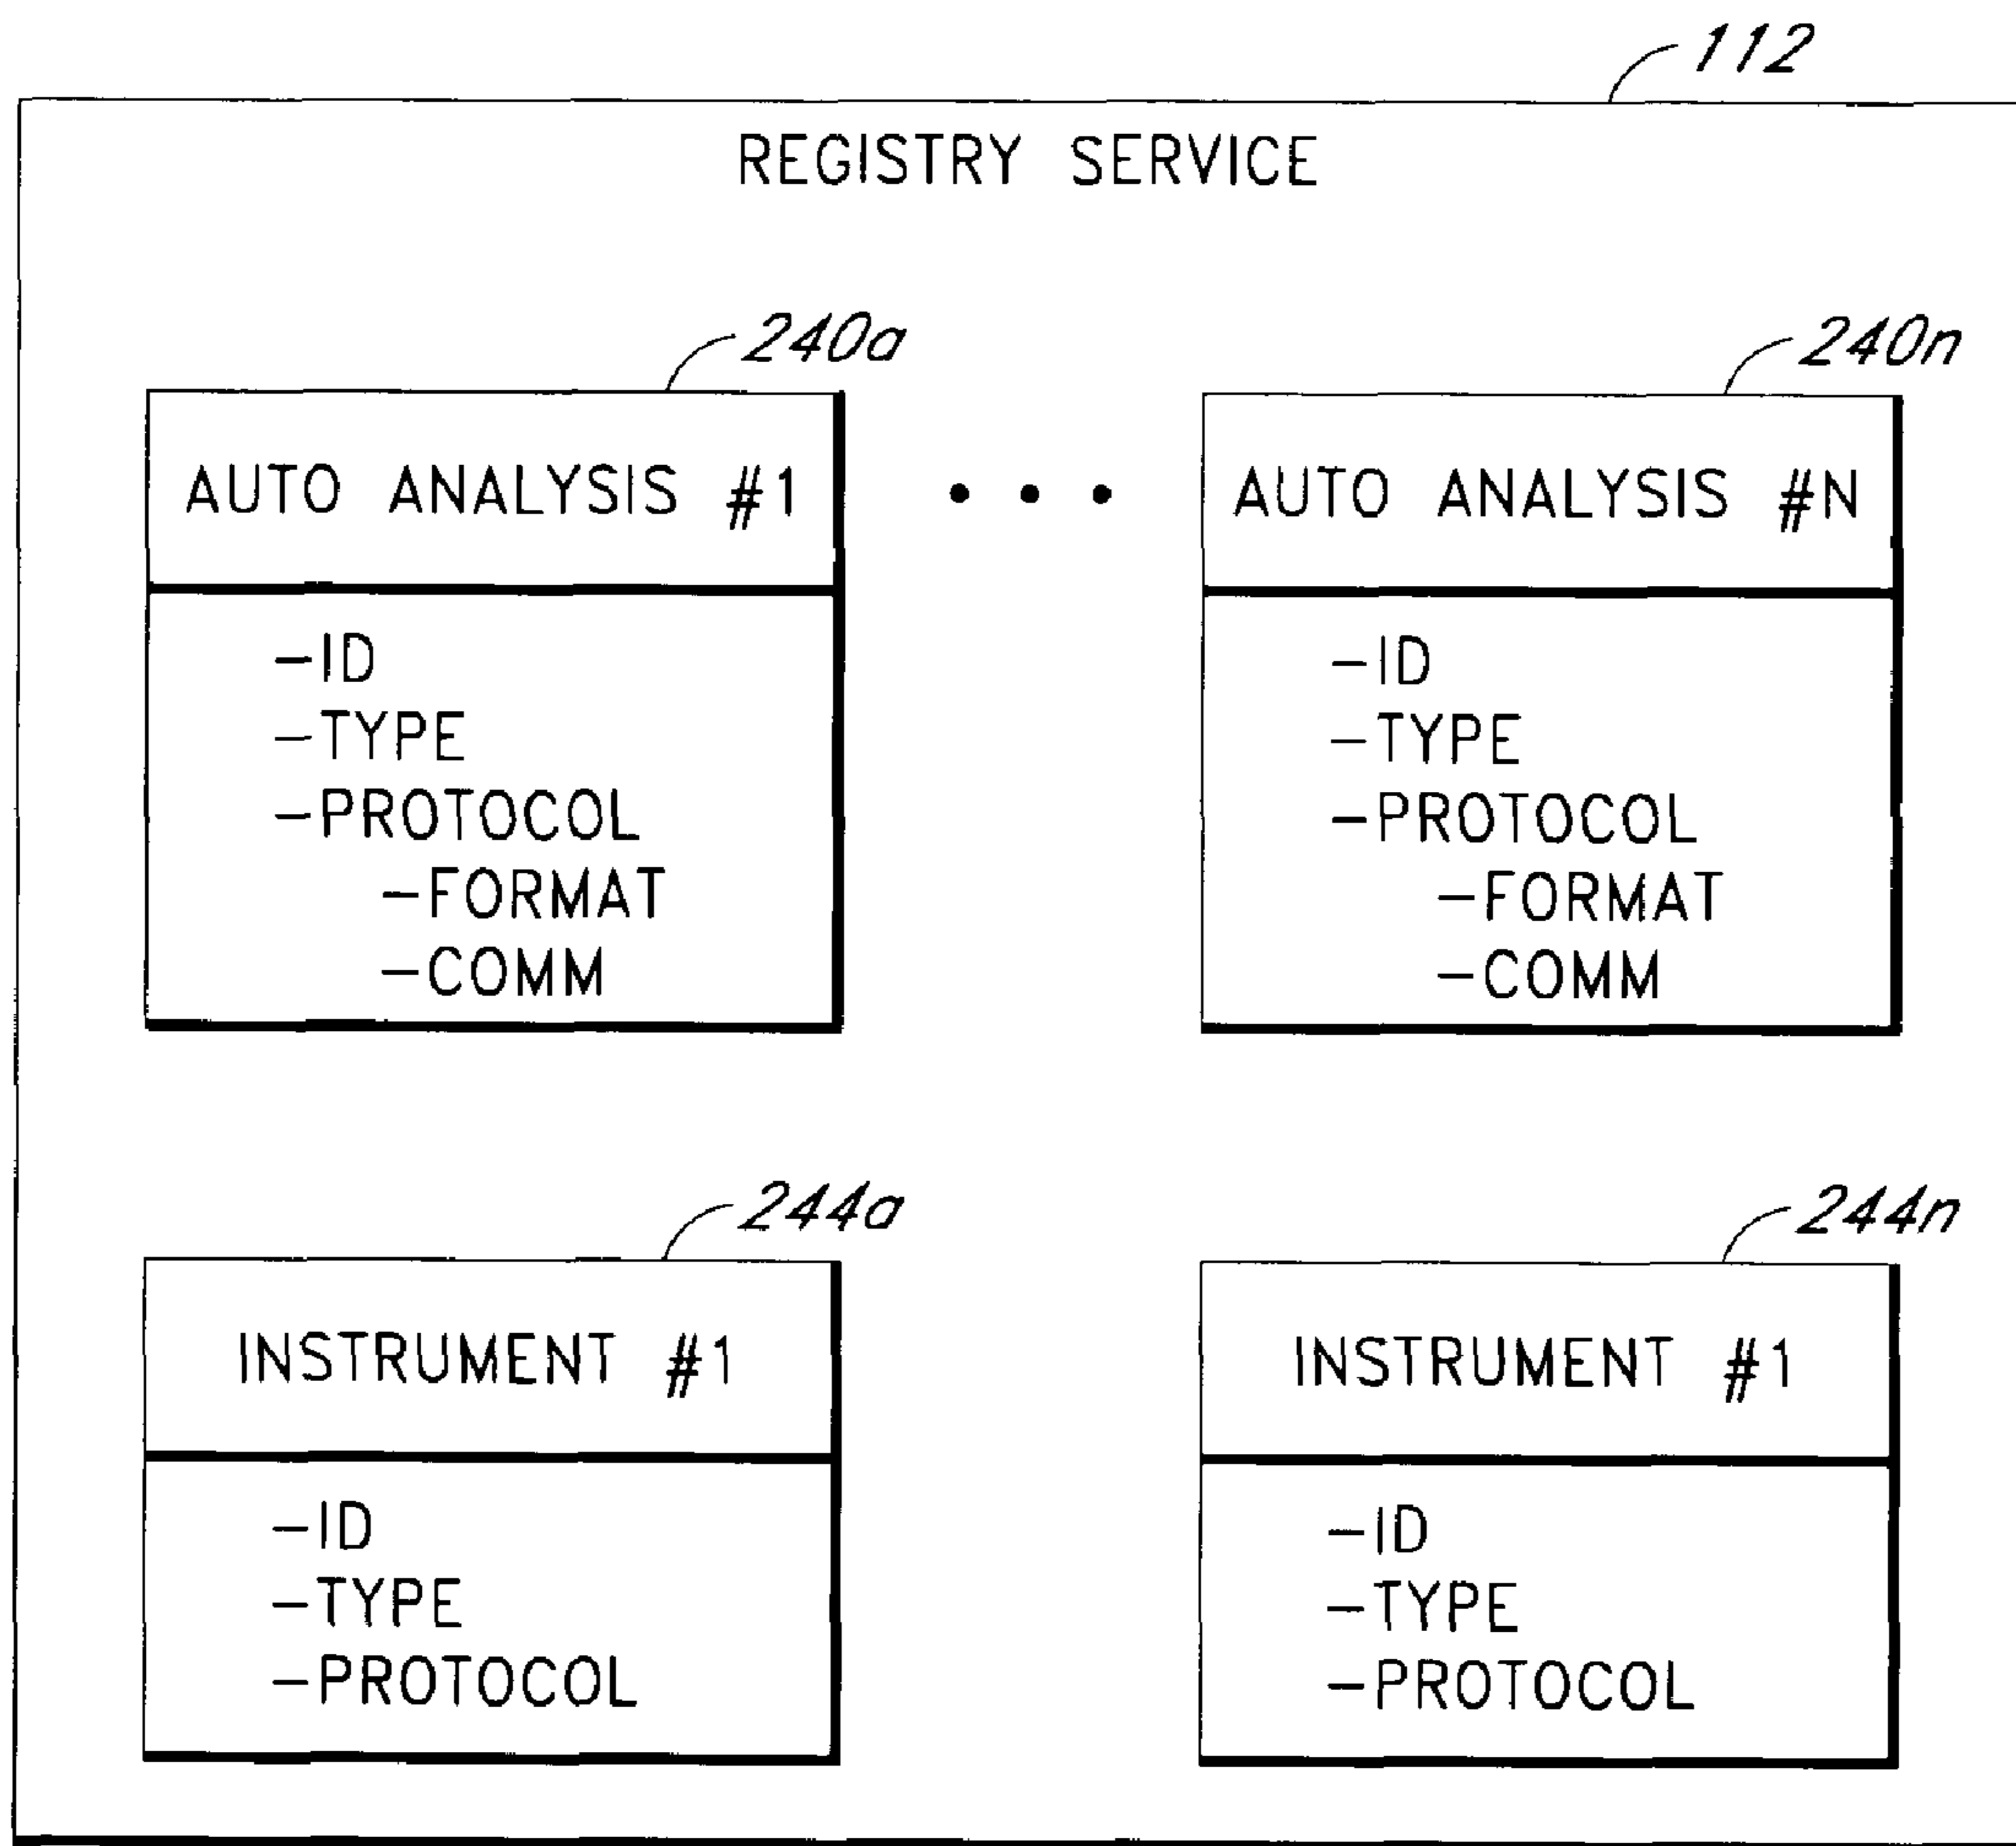 112
REGISTRY SERVICE
240a
AUTO ANALYSIS #1
-ID
-TYPE
-PROTOCOL
-FORMAT
-COMM
• • •
240n
AUTO ANALYSIS #N
-ID
-TYPE
-PROTOCOL
-FORMAT
-COMM
244a
INSTRUMENT #1
-ID
-TYPE
-PROTOCOL
244n
INSTRUMENT #1
-ID
-TYPE
-PROTOCOL